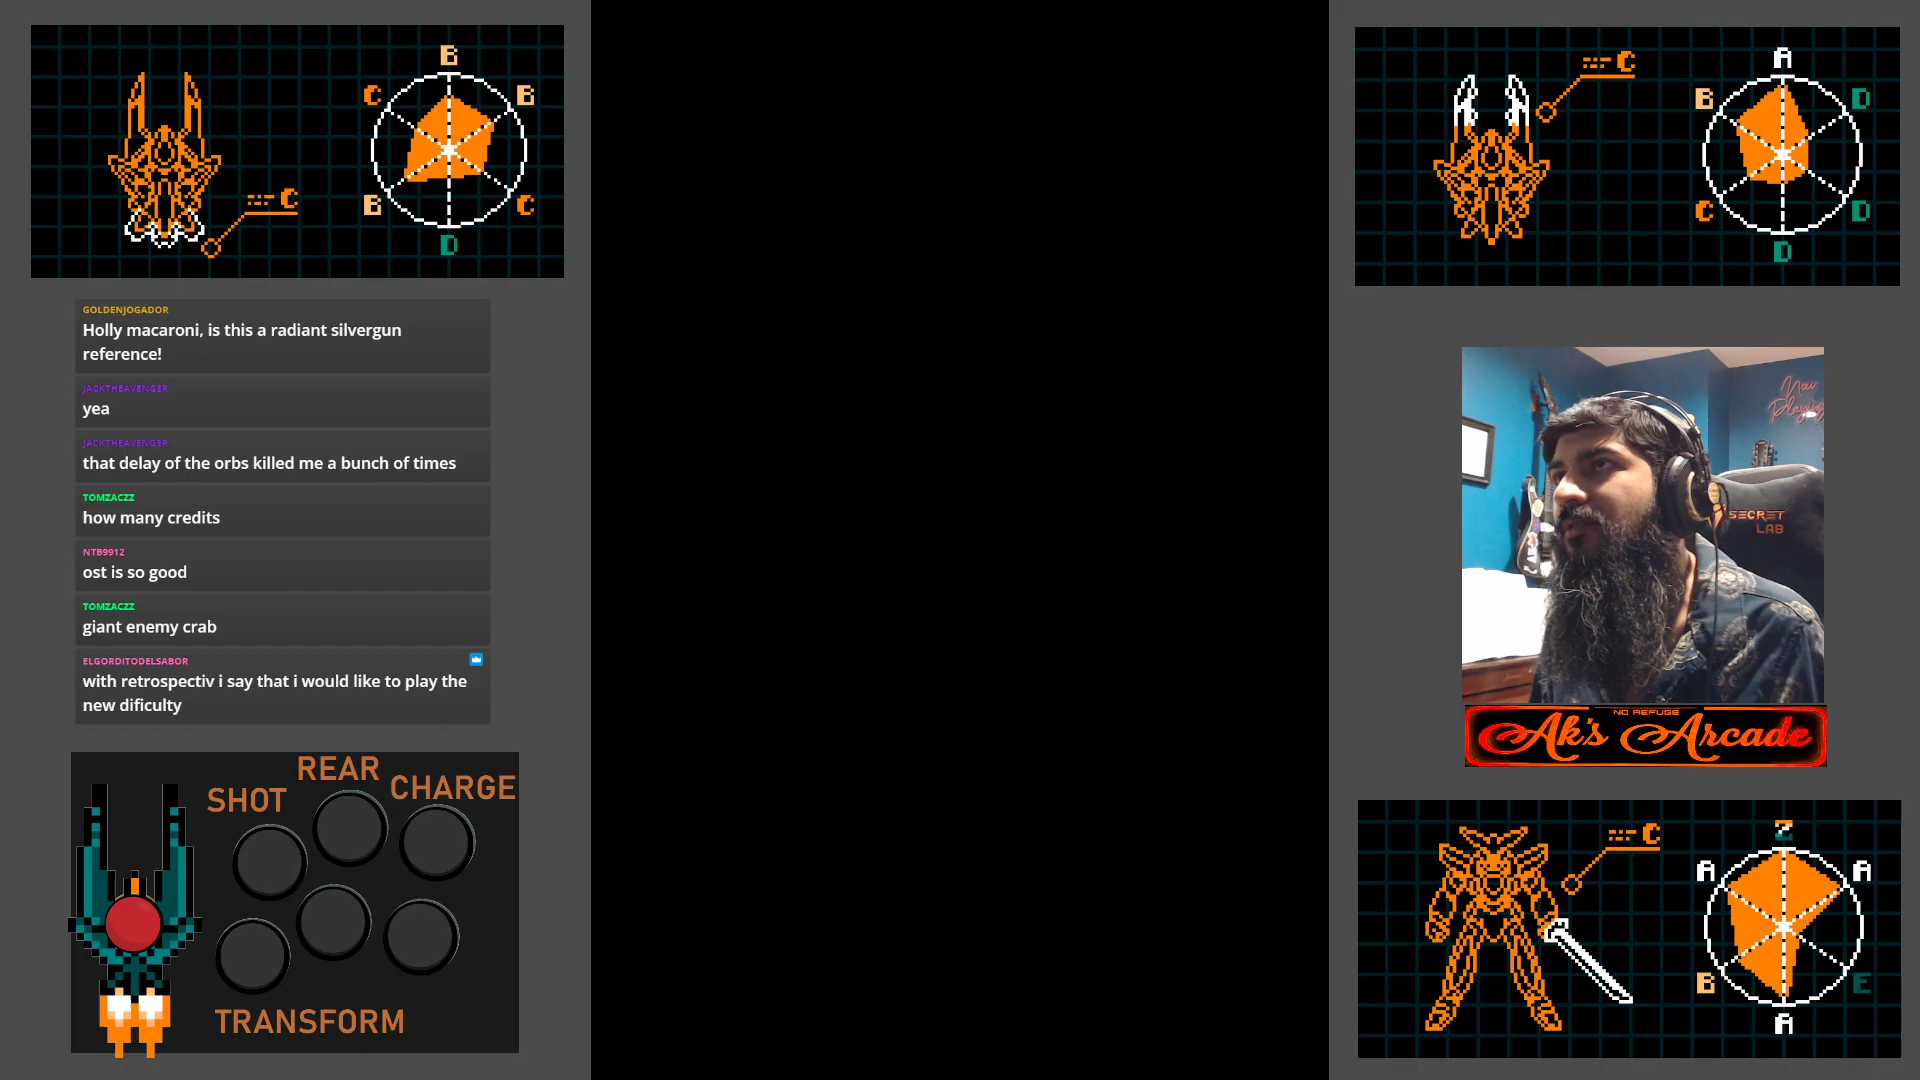 B
C B
C
B C
D
GOLDENJOGADOR
Holly macaroni, is this a radiant silvergun
reference!
JACKTHEAVENGER
yea
JACKTHEAVENGER
that delay of the orbs killed me a bunch of times
TOMZACZZ
how many credits
NTB9912
ost is so good
TOMZACZZ
giant enemy crab
ELGORDITODELSABOR
with retrospectiv i say that i would like to play the
new dificulty
SHOT REAR CHARGE
TRANSFORM
C A
B D
C D
D
Now
Playing
SECRET
LAB
NO REFUGE
Ak's Arcade
C
A A
B E
A